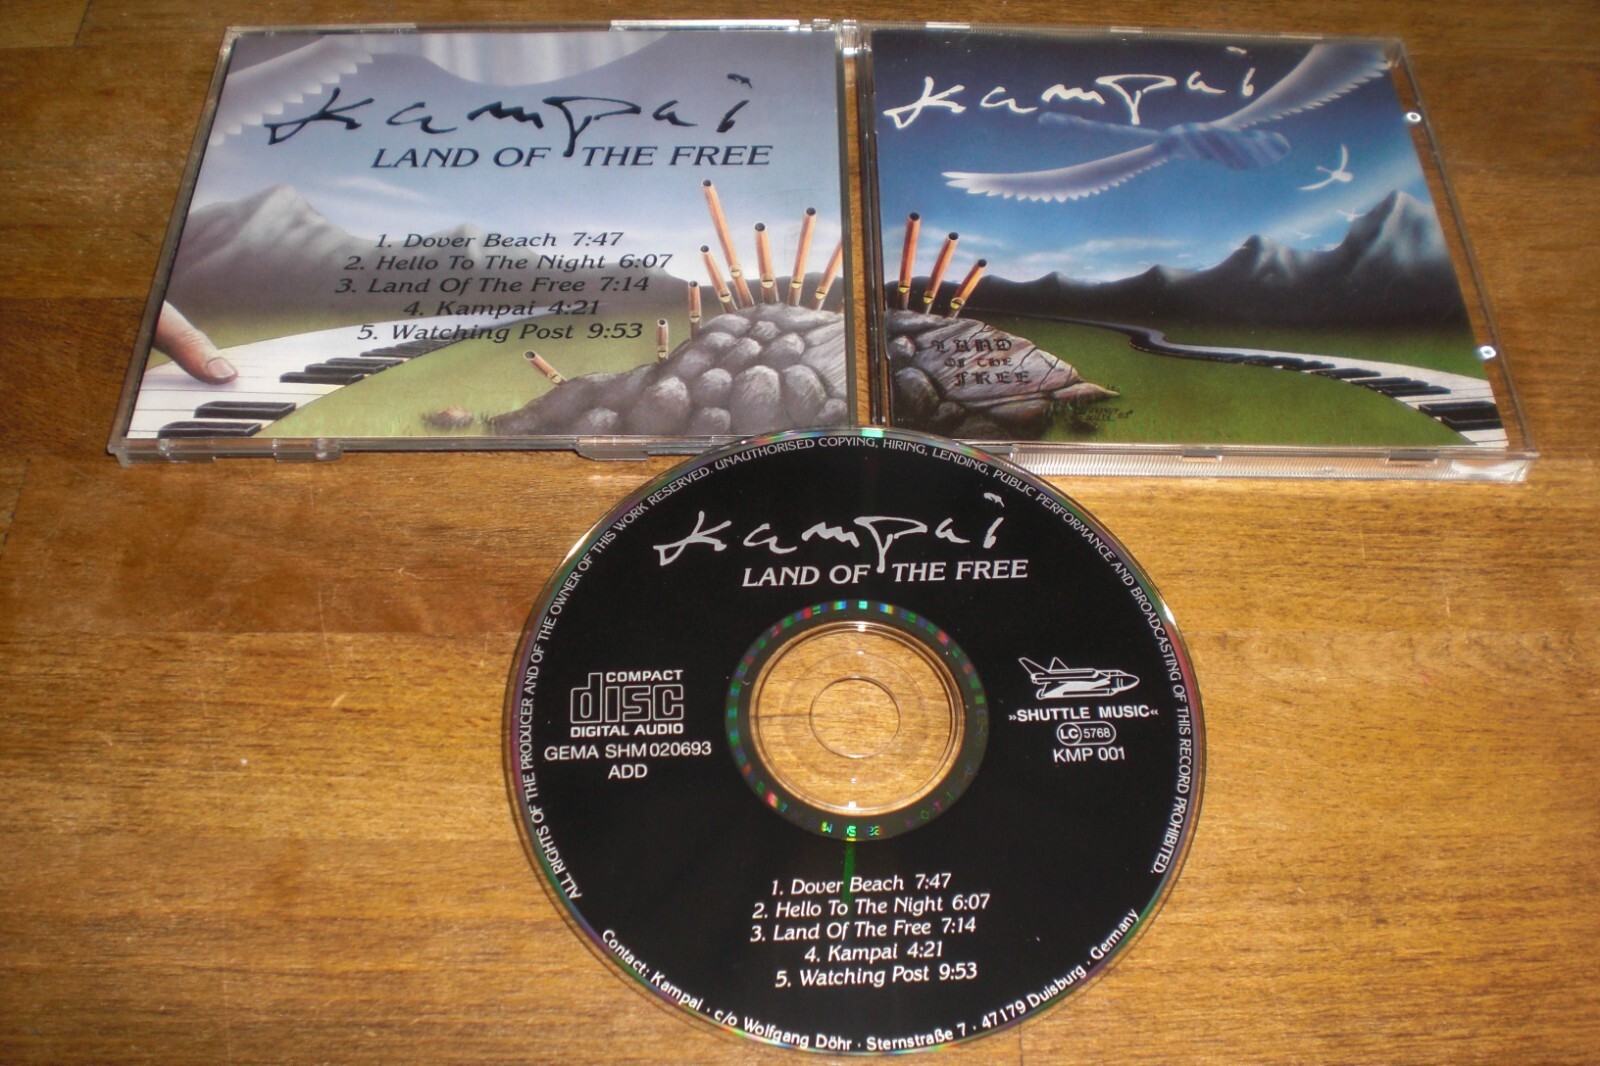 Kampai
LAND OF THE FREE
1. Dover Beach 7:47
2. Hello To The Night 6:07
3. Land Of The Free 7:14
4. Kampai 4:21
5. Watching Post 9:53
Kampai
LAND
OF THE
FREE
ALL RIGHTS OF THE PRODUCER AND OF THE OWNER OF THIS WORK RESERVED. UNAUTHORISED COPYING, HIRING, LENDING, PUBLIC PERFORMANCE AND BROADCASTING OF THIS RECORD PROHIBITED.
Kampai
LAND OF THE FREE
COMPACT
disc
DIGITAL AUDIO
GEMA SHM 020693
ADD
»SHUTTLE MUSIC«
LC 5768
KMP 001
1. Dover Beach 7:47
2. Hello To The Night 6:07
3. Land Of The Free 7:14
4. Kampai 4:21
5. Watching Post 9:53
Contact: Kampai · c/o Wolfgang Döhr · Sternstraße 7 · 47179 Duisburg · Germany